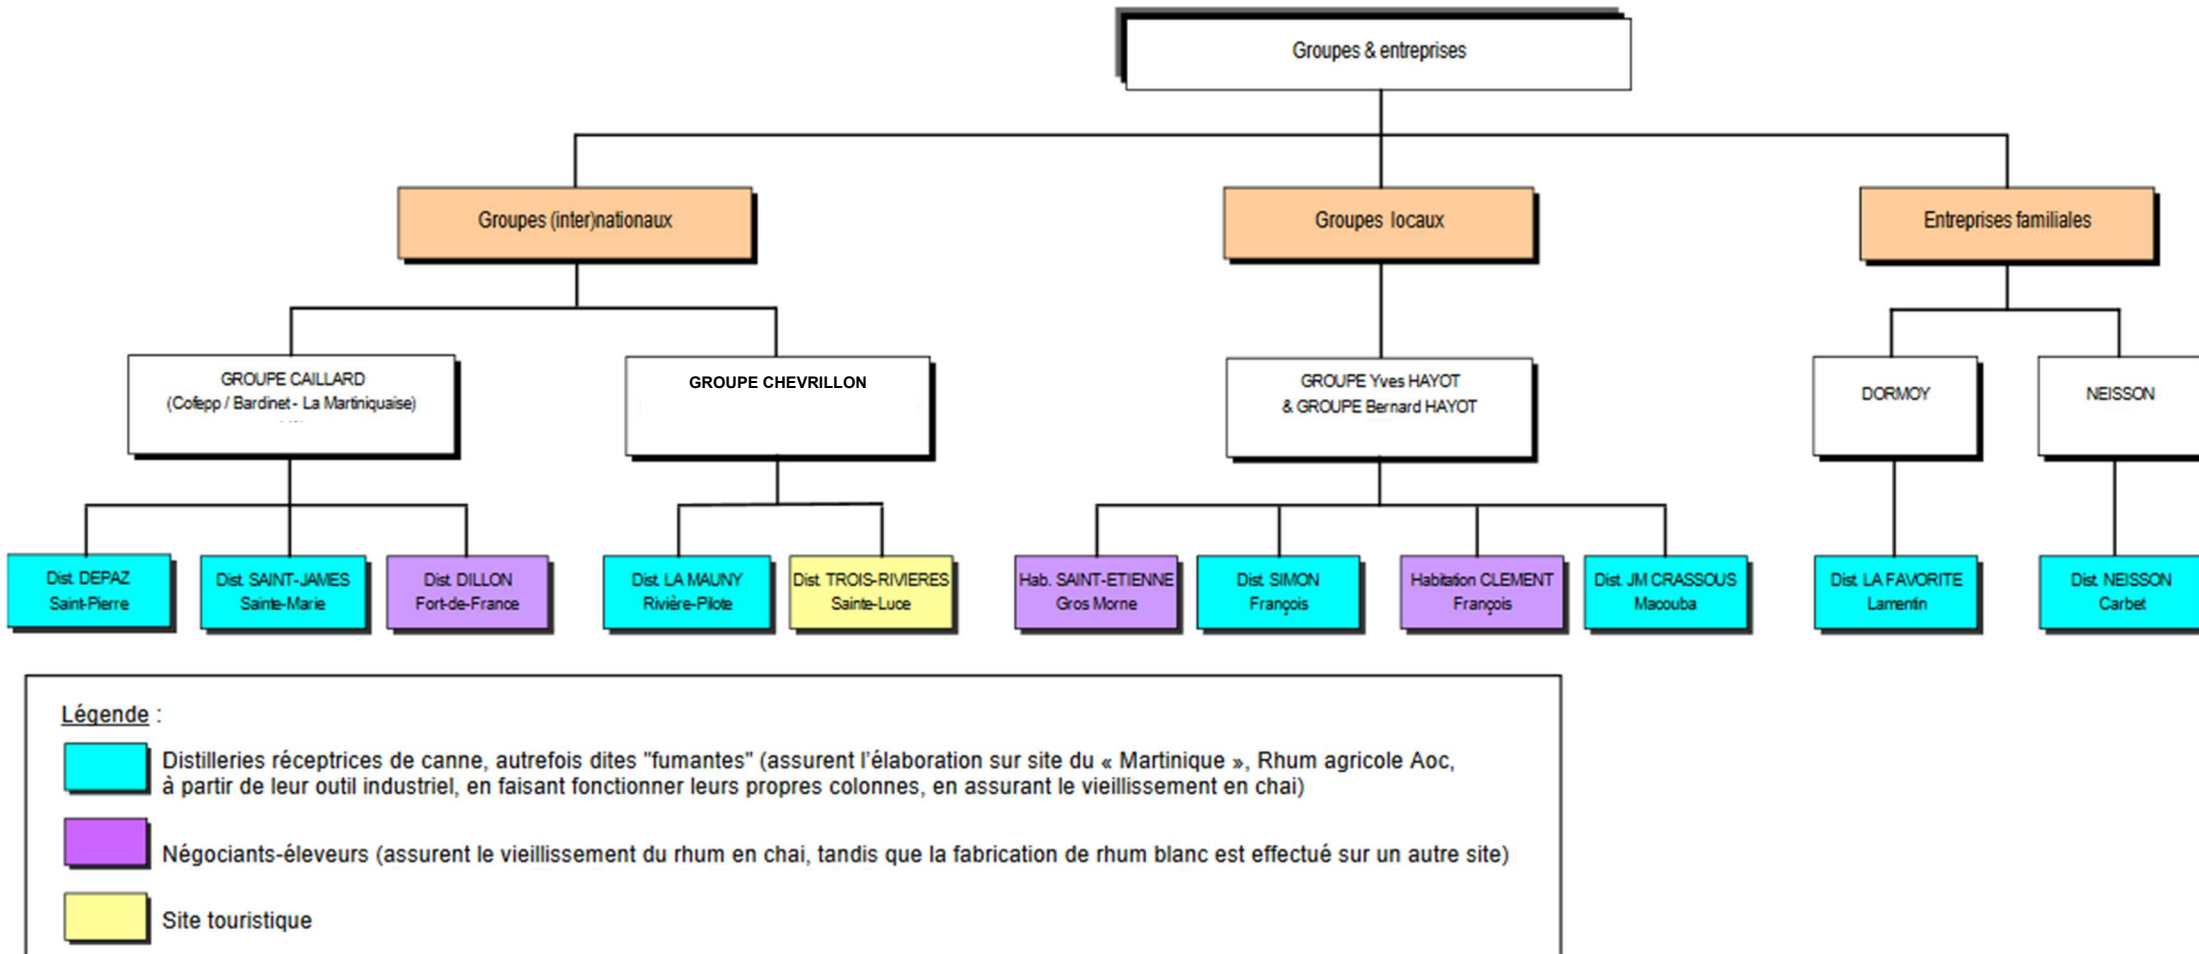 Groupes & entreprises
Groupes (inter)nationaux
Groupes locaux
Entreprises familiales
GROUPE CAILLARD
(Cofepp / Bardinet - La Martiniquaise)
GROUPE CHEVRILLON
GROUPE Yves HAYOT
& GROUPE Bernard HAYOT
DORMOY
NEISSON
Dist. DEPAZ
Saint-Pierre
Dist. SAINT-JAMES
Sainte-Marie
Dist. DILLON
Fort-de-France
Dist. LA MAUNY
Rivière-Pilote
Dist. TROIS-RIVIERES
Sainte-Luce
Hab. SAINT-ETIENNE
Gros Morne
Dist. SIMON
François
Habitation CLEMENT
François
Dist. JM CRASSOUS
Macouba
Dist. LA FAVORITE
Lamentin
Dist. NEISSON
Carbet
Légende :
Distilleries réceptrices de canne, autrefois dites "fumantes" (assurent l'élaboration sur site du « Martinique », Rhum agricole Aoc,
à partir de leur outil industriel, en faisant fonctionner leurs propres colonnes, en assurant le vieillissement en chai)
Négociants-éleveurs (assurent le vieillissement du rhum en chai, tandis que la fabrication de rhum blanc est effectué sur un autre site)
Site touristique